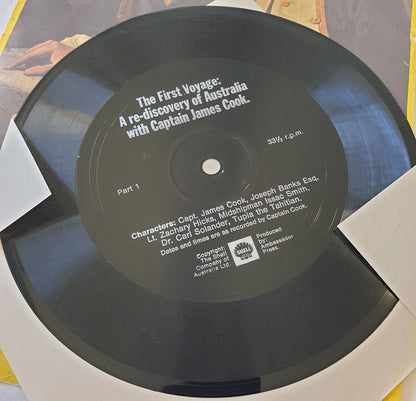 The First Voyage:
A re-discovery of Australia
with Captain James Cook.
Part 1
33⅓ r.p.m.
Characters: Capt. James Cook, Joseph Banks Esq,
Lt. Zachary Hicks, Midshipman Issac Smith,
Dr. Carl Solander, Tupia the Tahitian.
Dates and times are as recorded by Captain Cook.
Copyright:
The Shell
Company of
Australia Ltd.
SHELL
Produced
by:
Ambassador
Press.